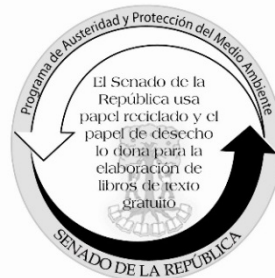 Programa de Austeridad y Protección del Medio Ambiente
El Senado de la
República usa
papel reciclado y el
papel de desecho
lo dona para la
elaboración de
libros de texto
gratuito
SENADO DE LA REPÚBLICA